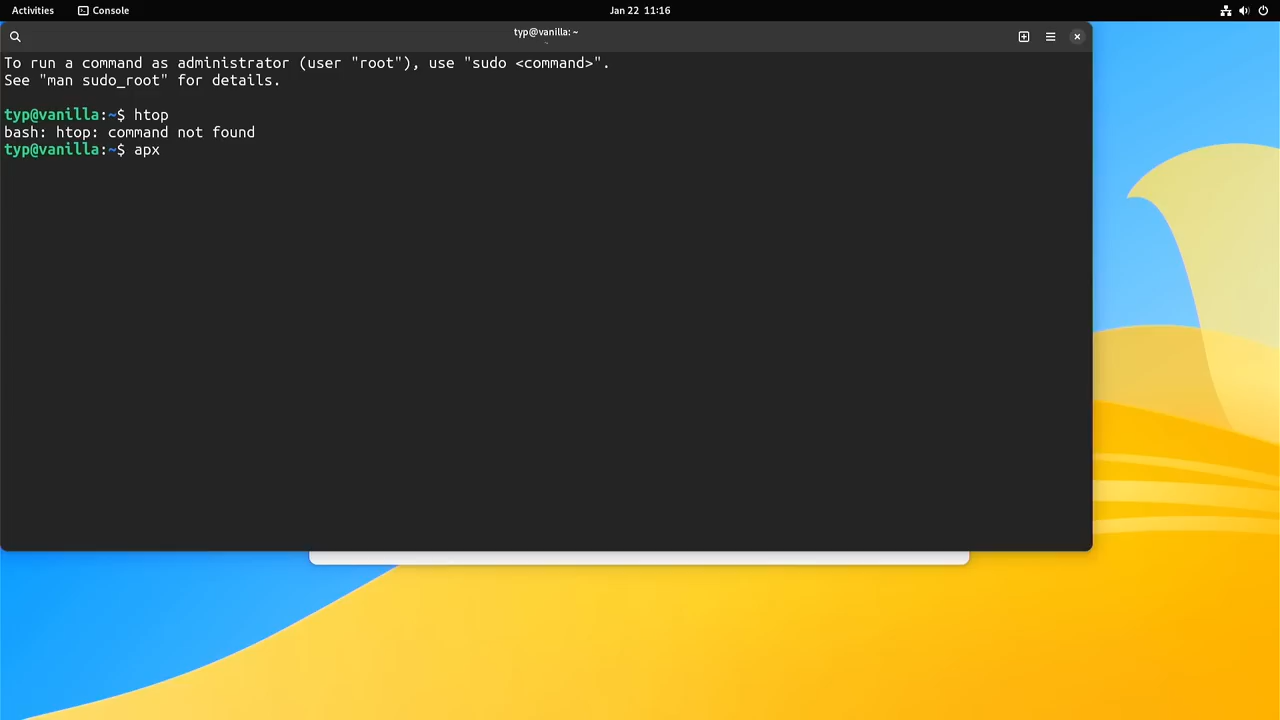 Activities
Console
Jan 22 11:16
typ@vanilla: ~
~
To run a command as administrator (user "root"), use "sudo <command>".
See "man sudo_root" for details.
typ@vanilla:~$ htop
bash: htop: command not found
typ@vanilla:~$ apx